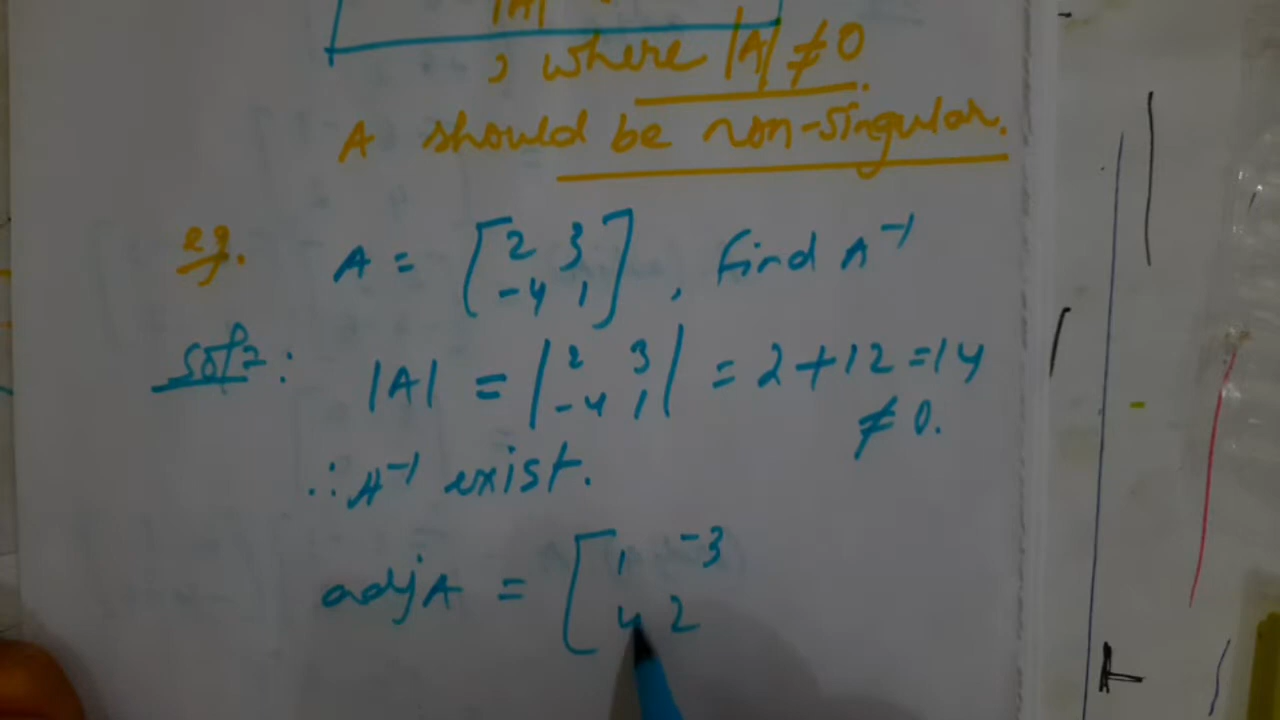 |A|
, where |A| ≠ 0.
A should be non-singular.
eg. A = [2 3
-4 1], find A⁻¹
Solⁿ: |A| = |2 3
-4 1| = 2 + 12 = 14
≠ 0.
∴ A⁻¹ exist.
adjA = [1 -3
4 2